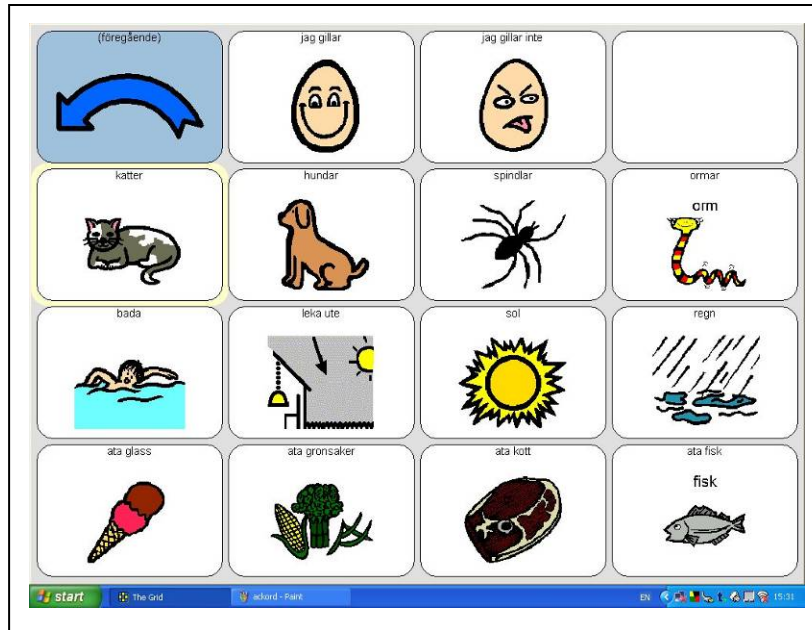 (föregående)
jag gillar
jag gillar inte
katter
hundar
spindlar
ormar
orm
bada
leka ute
sol
regn
ata glass
ata gronsaker
ata kott
ata fisk
fisk
start
The Grid
ackord - Paint
EN
15:31